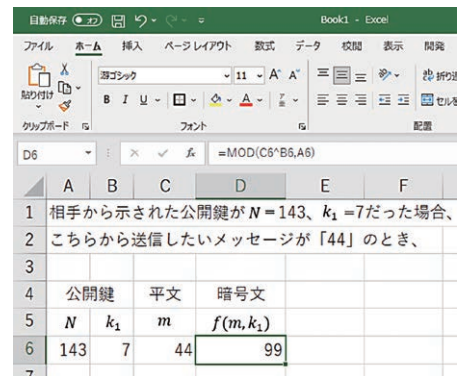 自動保存 オフ Book1 - Excel
ファイル ホーム 挿入 ページ レイアウト 数式 データ 校閲 表示 開発
貼り付け 游ゴシック 11 A A
B I U A 折り返
セルを
クリップボード フォント 配置
D6 fx =MOD(C6^B6,A6)
A B C D E F
1 相手から示された公開鍵が N = 143、k₁ =7だった場合、
2 こちらから送信したいメッセージが「44」のとき、
3
4 公開鍵 平文 暗号文
5 N k₁ m f(m, k₁)
6 143 7 44 99
7